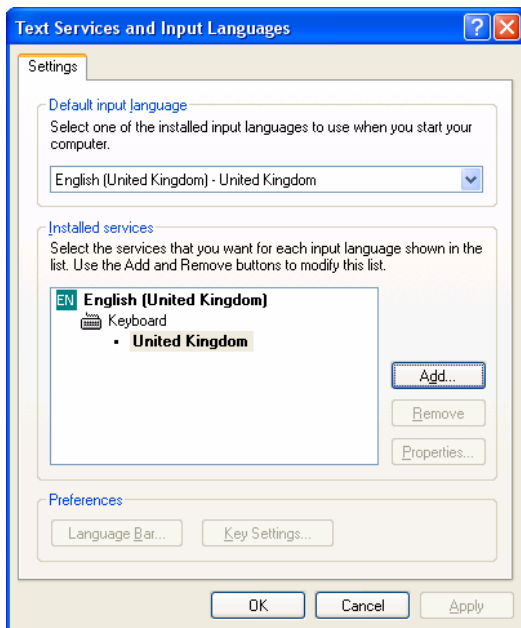 Text Services and Input Languages
Settings
Default input language
Select one of the installed input languages to use when you start your
computer.
English (United Kingdom) - United Kingdom
Installed services
Select the services that you want for each input language shown in the
list. Use the Add and Remove buttons to modify this list.
EN English (United Kingdom)
Keyboard
• United Kingdom
Add...
Remove
Properties...
Preferences
Language Bar... Key Settings...
OK Cancel Apply